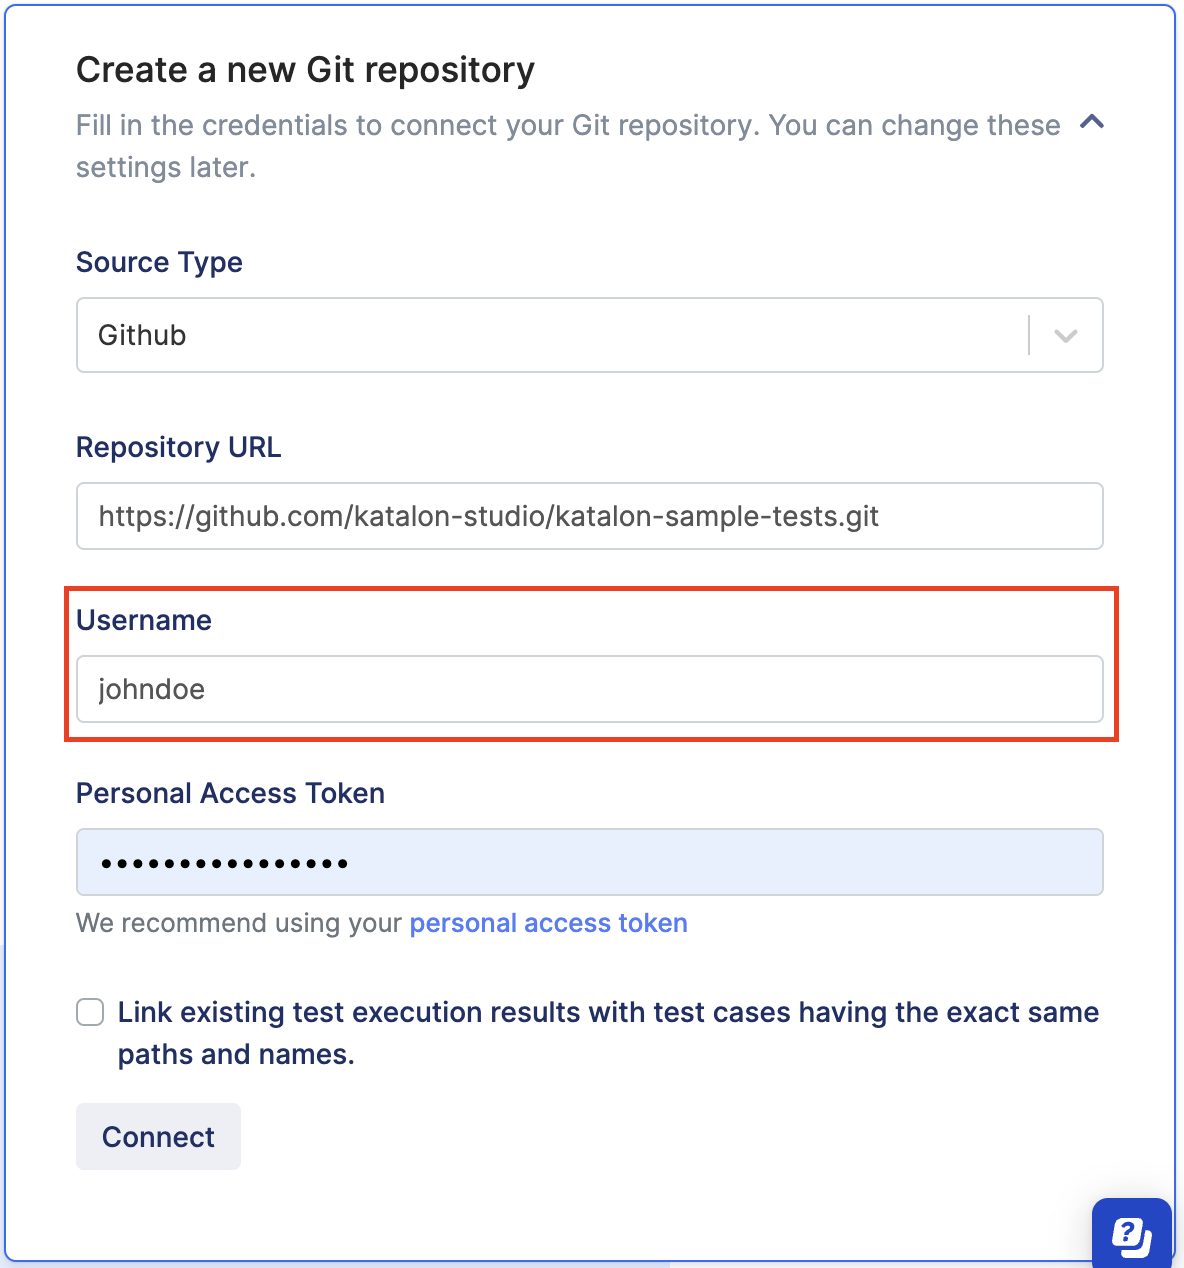 Create a new Git repository
Fill in the credentials to connect your Git repository. You can change these
settings later.
Source Type
Github
Repository URL
https://github.com/katalon-studio/katalon-sample-tests.git
Username
johndoe
Personal Access Token
••••••••••••••••
We recommend using your personal access token
Link existing test execution results with test cases having the exact same
paths and names.
Connect
?